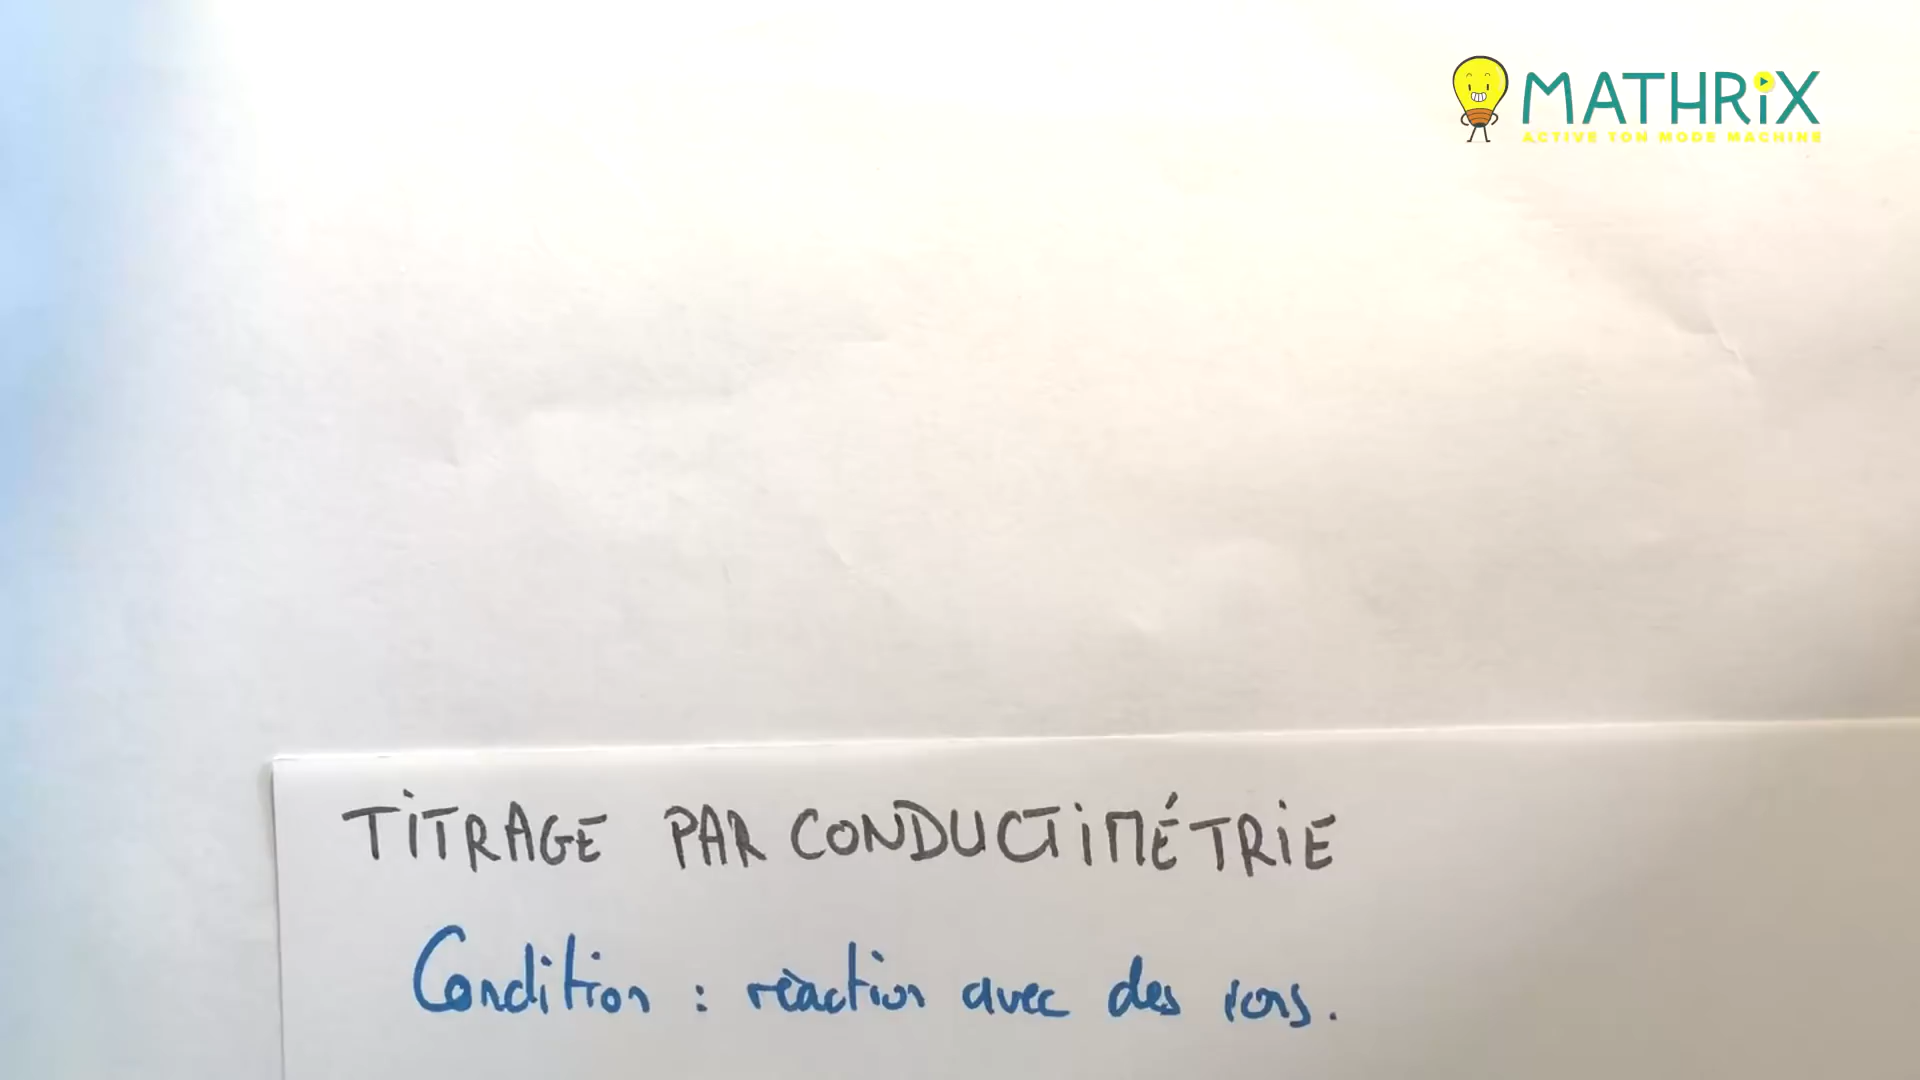 MATHRiX
ACTIVE TON MODE MACHINE
TITRAGE PAR CONDUCTIMÉTRIE
Condition : réaction avec des ions.